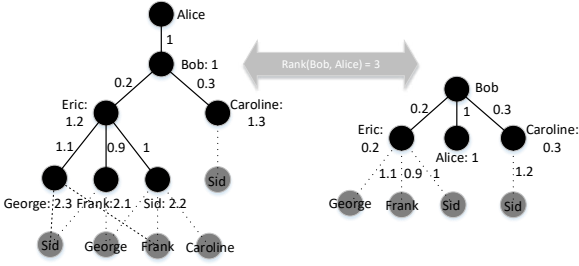 Alice
1
Bob: 1
Rank(Bob, Alice) = 3
0.2
0.3
Bob
Eric:
1.2
Caroline:
1.3
0.2
1
0.3
Eric:
0.2
Caroline:
0.3
Alice: 1
1.1
0.9
1
Sid
1.1
0.9
1
1.2
George: 2.3
Frank:2.1
Sid: 2.2
George
Frank
Sid
Sid
Sid
George
Frank
Caroline